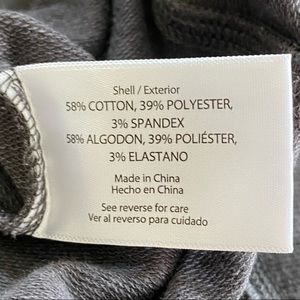 Shell / Exterior
58% COTTON, 39% POLYESTER,
3% SPANDEX
58% ALGODON, 39% POLIÉSTER,
3% ELASTANO
Made in China
Hecho en China
See reverse for care
Ver al reverso para cuidado